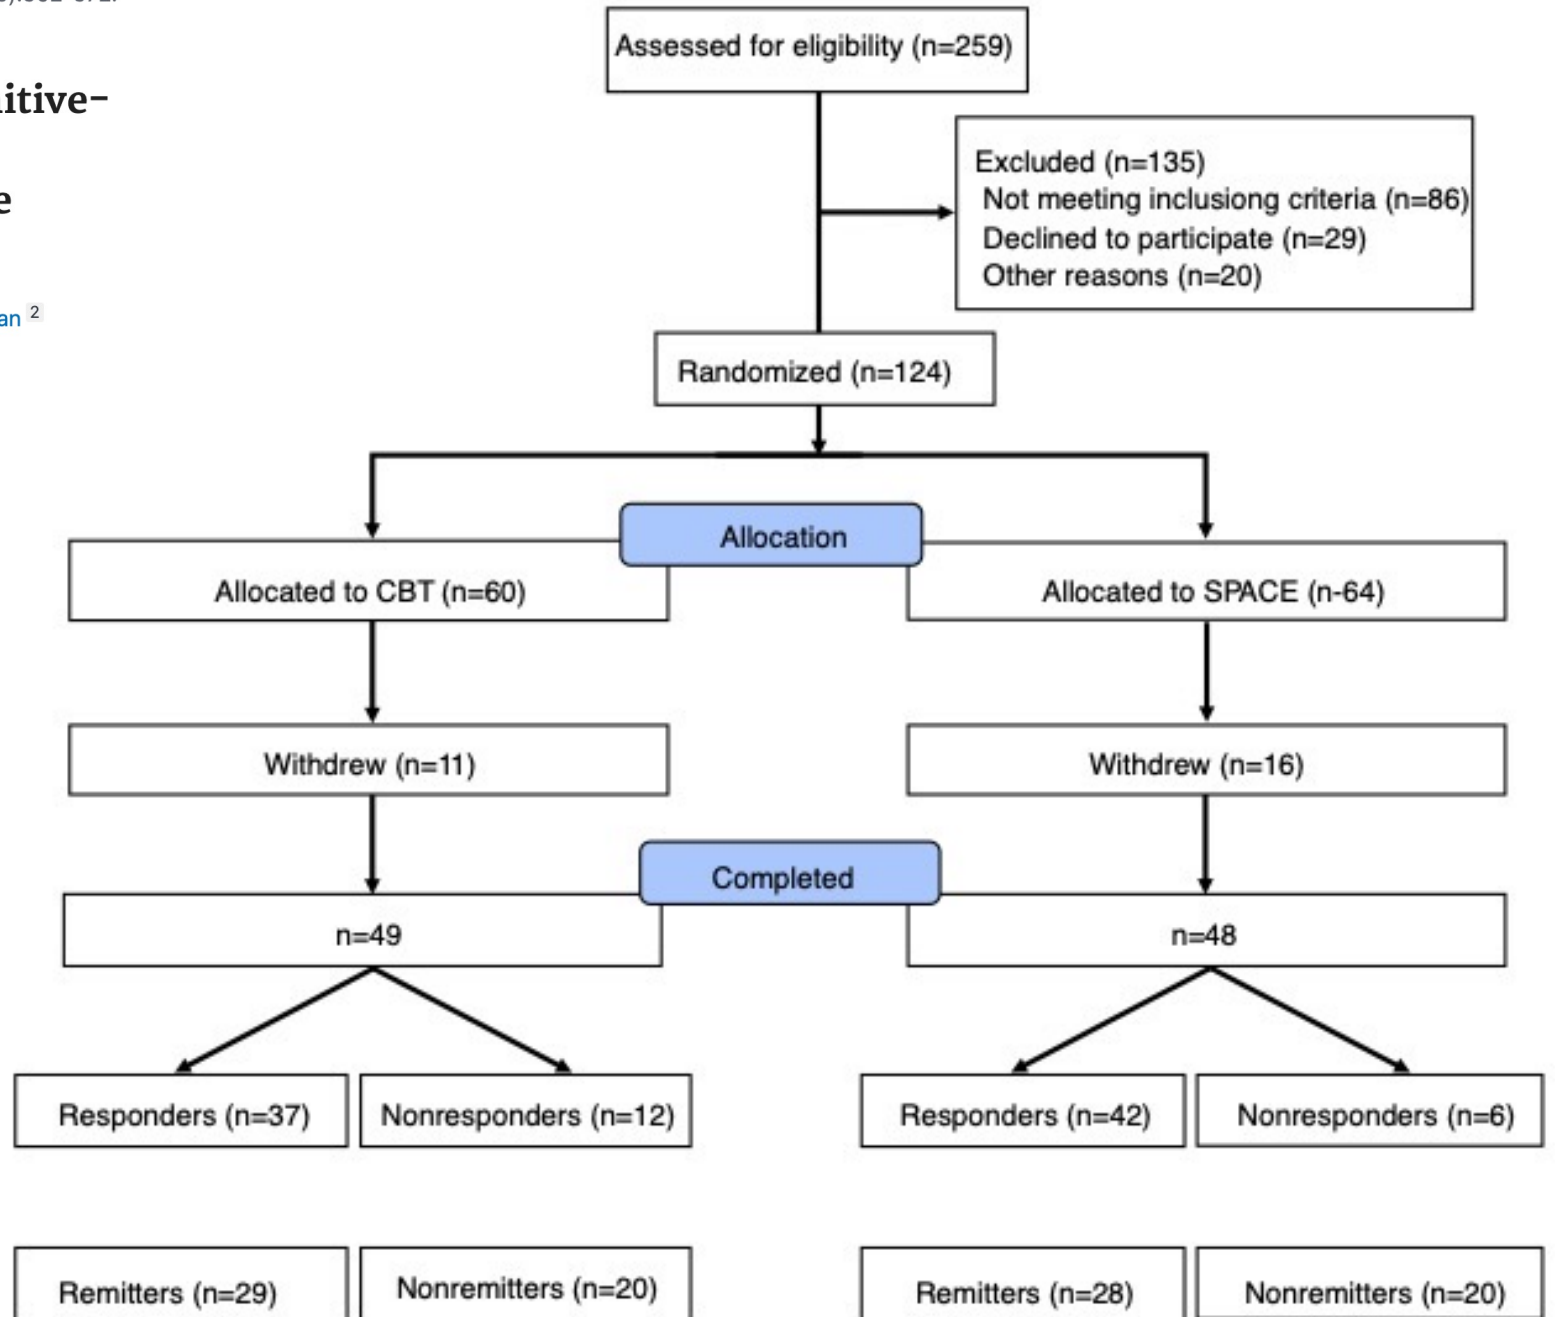 itive-
e
an 2
Assessed for eligibility (n=259)
Excluded (n=135)
Not meeting inclusiong criteria (n=86)
Declined to participate (n=29)
Other reasons (n=20)
Randomized (n=124)
Allocation
Allocated to CBT (n=60)
Allocated to SPACE (n-64)
Withdrew (n=11)
Withdrew (n=16)
Completed
n=49
n=48
Responders (n=37)
Nonresponders (n=12)
Responders (n=42)
Nonresponders (n=6)
Remitters (n=29)
Nonremitters (n=20)
Remitters (n=28)
Nonremitters (n=20)